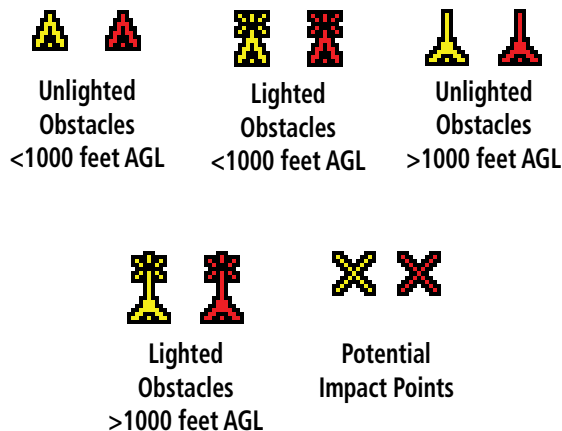 Unlighted
Obstacles
<1000 feet AGL
Lighted
Obstacles
<1000 feet AGL
Unlighted
Obstacles
>1000 feet AGL
Lighted
Obstacles
>1000 feet AGL
Potential
Impact Points